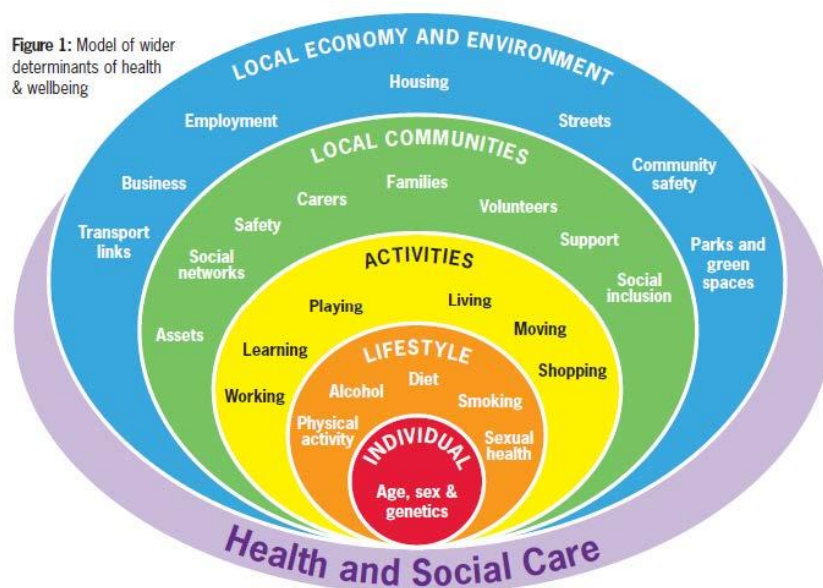 Figure 1: Model of wider
determinants of health
& wellbeing
LOCAL ECONOMY AND ENVIRONMENT
Housing
Employment
Streets
Business
Community
safety
Transport
links
Parks and
green
spaces
LOCAL COMMUNITIES
Families
Carers
Volunteers
Safety
Support
Social
networks
Social
inclusion
Assets
ACTIVITIES
Living
Playing
Moving
Learning
Shopping
Working
LIFESTYLE
Diet
Alcohol
Smoking
Physical
activity
Sexual
health
INDIVIDUAL
Age, sex &
genetics
Health and Social Care